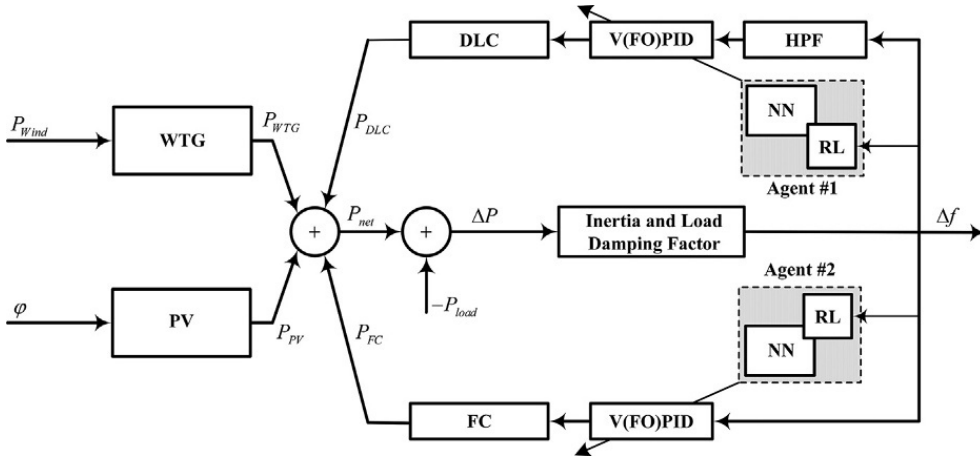 DLC
V(FO)PID
HPF
NN
RL
Agent #1
P_Wind
WTG
P_WTG
P_DLC
+
P_net
+
ΔP
Inertia and Load
Damping Factor
Δf
Agent #2
−P_load
φ
PV
P_PV
P_FC
RL
NN
FC
V(FO)PID